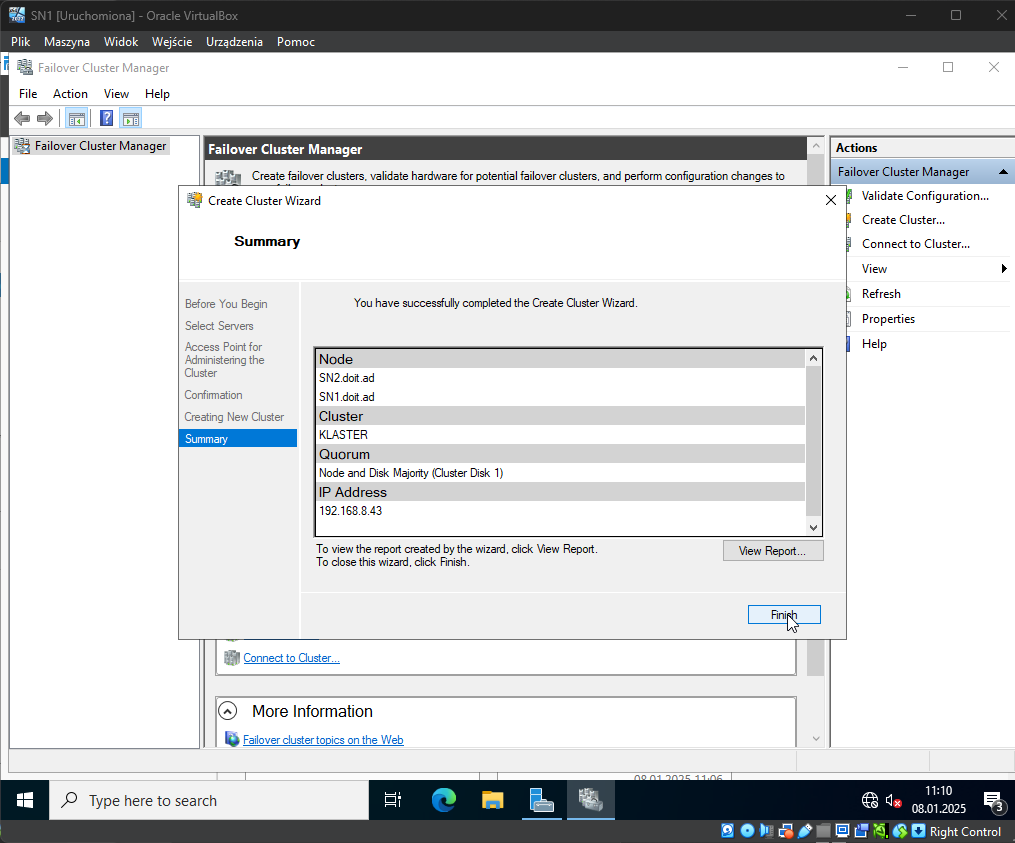 SN1 [Uruchomiona] - Oracle VirtualBox
Plik Maszyna Widok Wejście Urządzenia Pomoc
Failover Cluster Manager
File Action View Help
Failover Cluster Manager
Failover Cluster Manager
Create failover clusters, validate hardware for potential failover clusters, and perform configuration changes to
Actions
Failover Cluster Manager
Validate Configuration...
Create Cluster...
Connect to Cluster...
View
Refresh
Properties
Help
Create Cluster Wizard
Summary
Before You Begin
Select Servers
Access Point for
Administering the
Cluster
Confirmation
Creating New Cluster
Summary
You have successfully completed the Create Cluster Wizard.
Node
SN2.doit.ad
SN1.doit.ad
Cluster
KLASTER
Quorum
Node and Disk Majority (Cluster Disk 1)
IP Address
192.168.8.43
To view the report created by the wizard, click View Report.
To close this wizard, click Finish.
View Report...
Finish
Connect to Cluster...
More Information
Failover cluster topics on the Web
08.01.2025 11:06
Type here to search
11:10
08.01.2025
3
Right Control